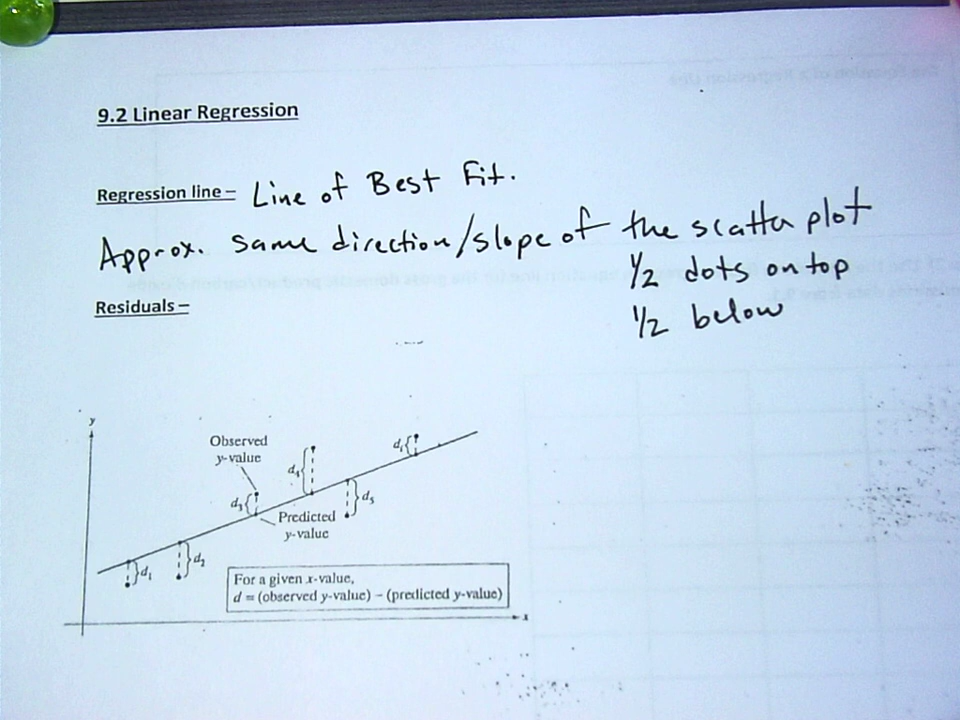 9.2 Linear Regression
Regression line – Line of Best Fit.
Approx. same direction/slope of the scatter plot
1/2 dots on top
1/2 below
Residuals –
y
Observed
y-value
d₁
d₂
d₃
d₄
d₅
dᵢ
Predicted
y-value
For a given x-value,
d = (observed y-value) – (predicted y-value)
x